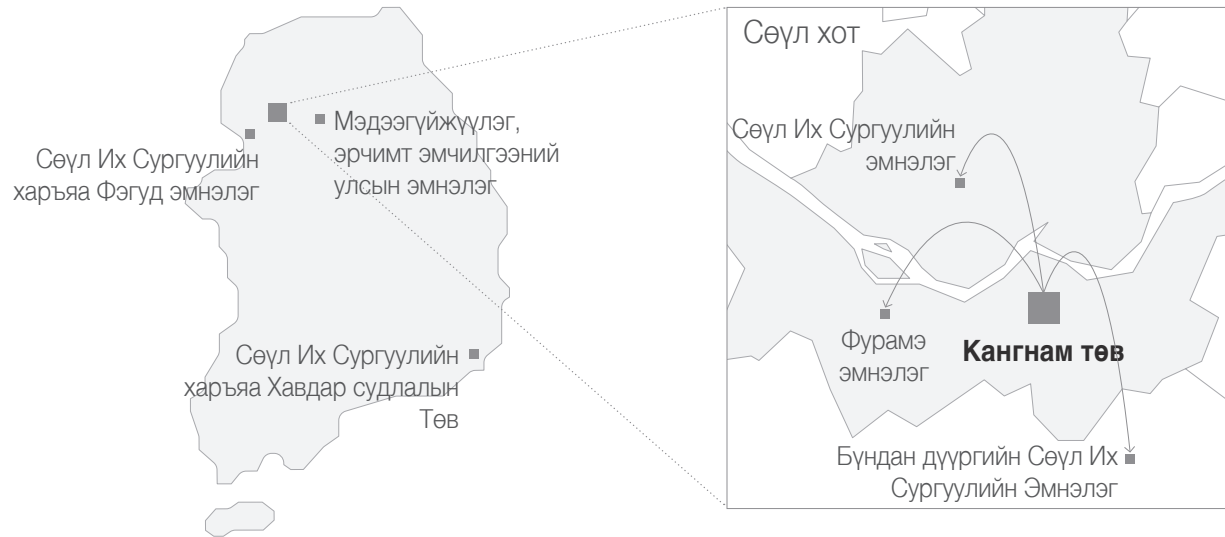 Сөүл Их Сургуулийн
харъяа Фэгуд эмнэлэг
Мэдээгүйжүүлэг,
эрчимт эмчилгээний
улсын эмнэлэг
Сөүл Их Сургуулийн
харъяа Хавдар судлалын
Төв
Сөүл хот
Сөүл Их Сургуулийн
эмнэлэг
Фурамэ
эмнэлэг
Кангнам төв
Бүндан дүүргийн Сөүл Их
Сургуулийн Эмнэлэг